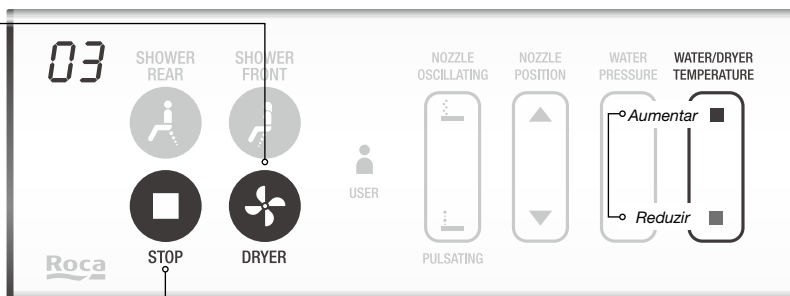 03
SHOWER
REAR
SHOWER
FRONT
NOZZLE
OSCILLATING
NOZZLE
POSITION
WATER
PRESSURE
WATER/DRYER
TEMPERATURE
Aumentar
USER
Reduzir
STOP
DRYER
PULSATING
Roca